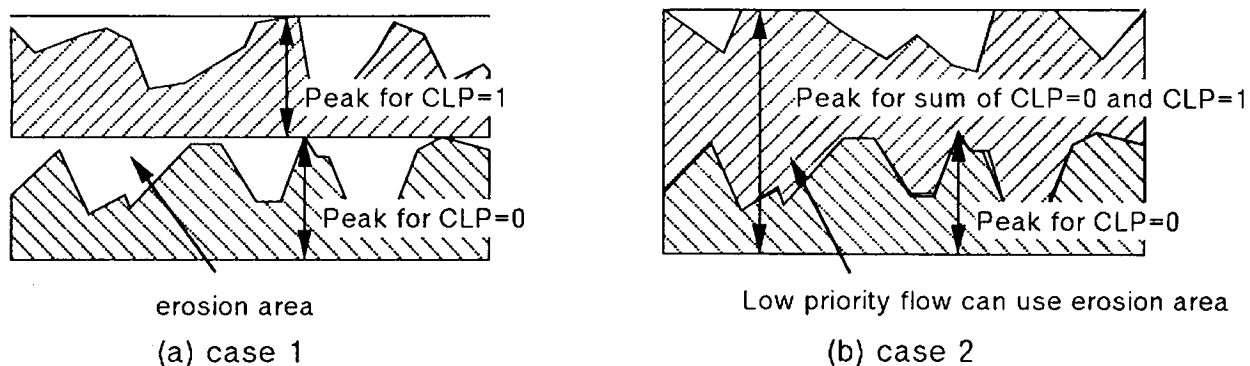 Peak for CLP=1
Peak for CLP=0
erosion area
(a) case 1
Peak for sum of CLP=0 and CLP=1
Peak for CLP=0
Low priority flow can use erosion area
(b) case 2